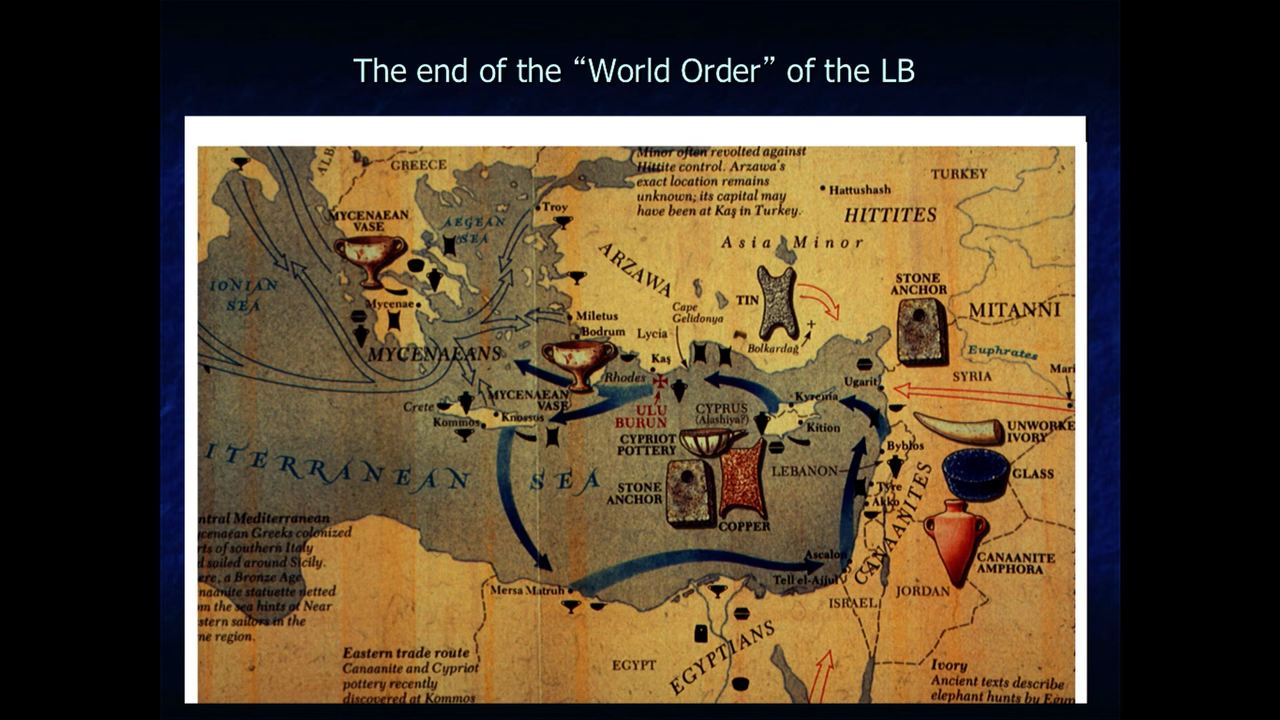 The end of the “World Order” of the LB
ALB
GREECE
Minor often revolted against
Hittite control. Arzawa's
exact location remains
unknown; its capital may
have been at Kaş in Turkey.
Hattushash
TURKEY
HITTITES
MYCENAEAN
VASE
AEGEAN
SEA
Troy
Asia Minor
ARZAWA
IONIAN
SEA
Mycenae
MYCENAEANS
Miletus
Bodrum
Lycia
Cape
Gelidonya
TIN
Bolkardağ
STONE
ANCHOR
MITANNI
Euphrates
SYRIA
Mari
Kaş
Rhodes
ULU
BURUN
MYCENAEAN
VASE
Crete
Knossos
Kommos
CYPRUS
(Alashiya?)
Kyrenia
Kition
Ugarit
CYPRIOT
POTTERY
STONE
ANCHOR
COPPER
LEBANON
Byblos
Tyre
Akko
UNWORKE
IVORY
GLASS
CANAANITES
CANAANITE
AMPHORA
ITERRANEAN SEA
ntral Mediterranean
ycenaean Greeks colonized
rts of southern Italy
d sailed around Sicily.
ere, a Bronze Age
naanite statuette netted
om the sea hints at Near
stern sailors in the
ne region.
Ascalon
Tell el-Ajjul
Mersa Matruh
ISRAEL
JORDAN
EGYPT
EGYPTIANS
Eastern trade route
Canaanite and Cypriot
pottery recently
discovered at Kommos
Ivory
Ancient texts describe
elephant hunts by Egyp